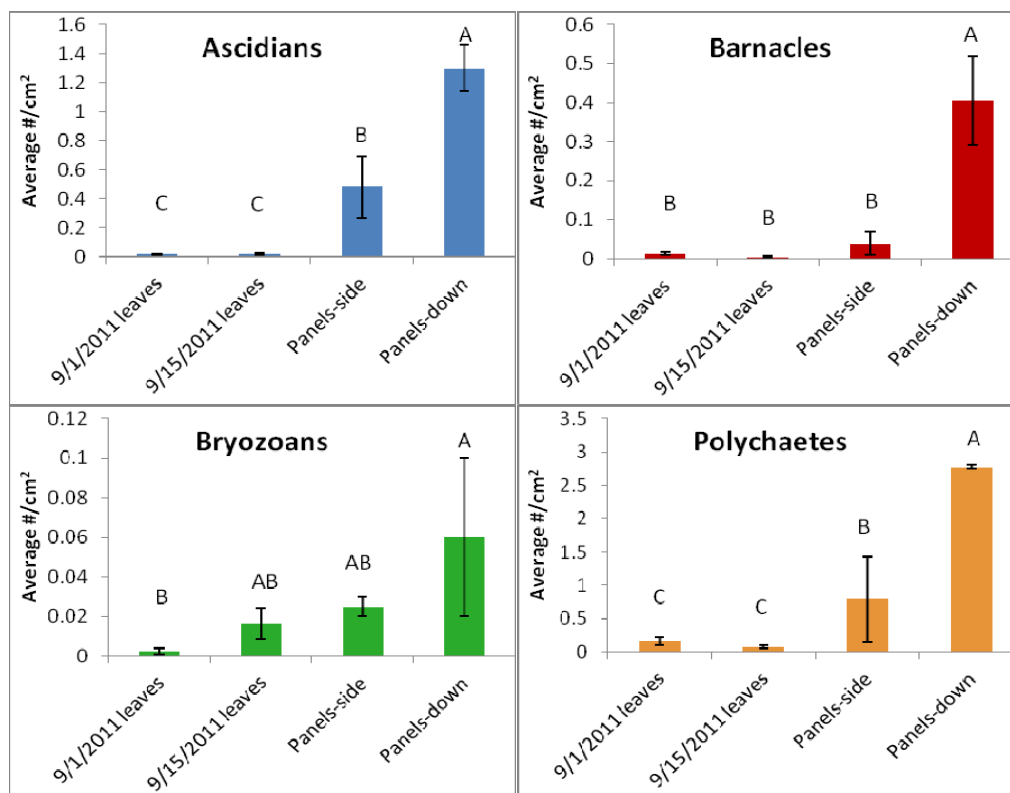 Ascidians
Average #/cm²
1.6
1.4
1.2
1
0.8
0.6
0.4
0.2
0
C
C
B
A
9/1/2011 leaves
9/15/2011 leaves
Panels-side
Panels-down
Barnacles
Average #/cm²
0.6
0.5
0.4
0.3
0.2
0.1
0
B
B
B
A
9/1/2011 leaves
9/15/2011 leaves
Panels-side
Panels-down
Bryozoans
Average #/cm²
0.12
0.1
0.08
0.06
0.04
0.02
0
B
AB
AB
A
9/1/2011 leaves
9/15/2011 leaves
Panels-side
Panels-down
Polychaetes
Average #/cm²
3.5
3
2.5
2
1.5
1
0.5
0
C
C
B
A
9/1/2011 leaves
9/15/2011 leaves
Panels-side
Panels-down